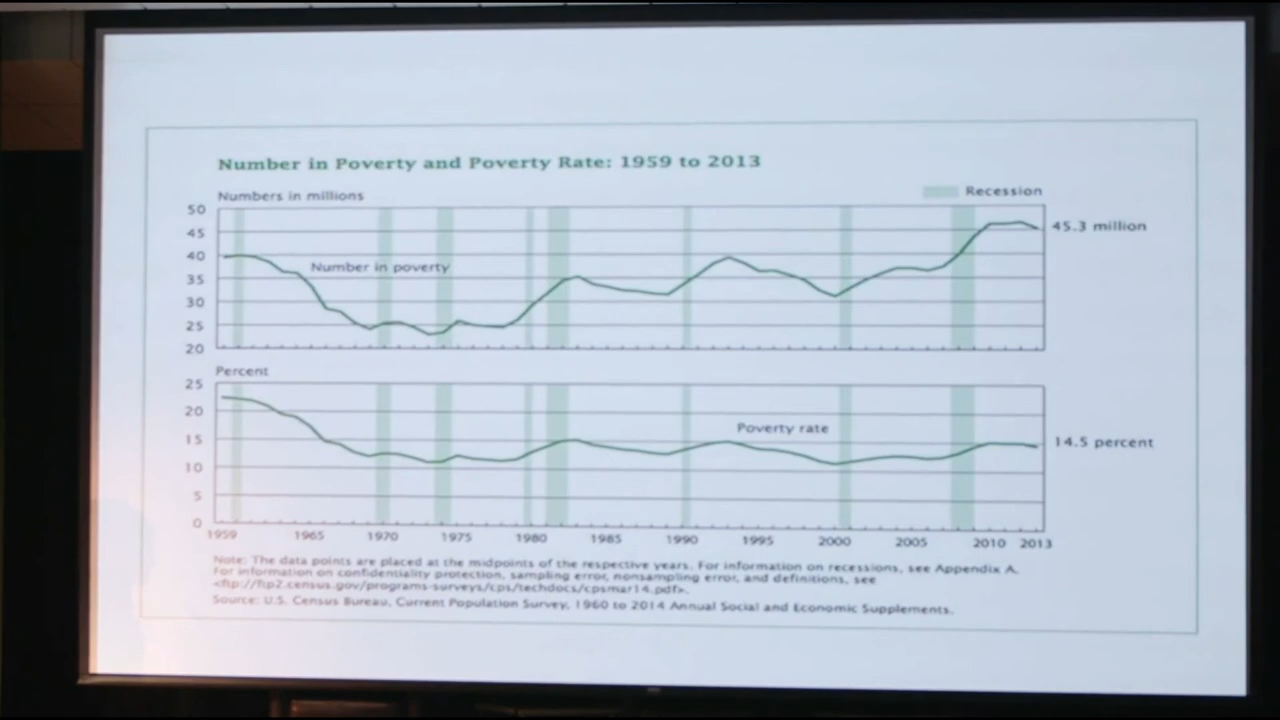 Number in Poverty and Poverty Rate: 1959 to 2013
Numbers in millions
Recession
50
45
40
35
30
25
20
Number in poverty
45.3 million
Percent
25
20
15
10
5
0
Poverty rate
14.5 percent
1959 1965 1970 1975 1980 1985 1990 1995 2000 2005 2010 2013
Note: The data points are placed at the midpoints of the respective years. For information on recessions, see Appendix A.
For information on confidentiality protection, sampling error, nonsampling error, and definitions, see
<ftp://ftp2.census.gov/programs-surveys/cps/techdocs/cpsmar14.pdf>.
Source: U.S. Census Bureau, Current Population Survey, 1960 to 2014 Annual Social and Economic Supplements.